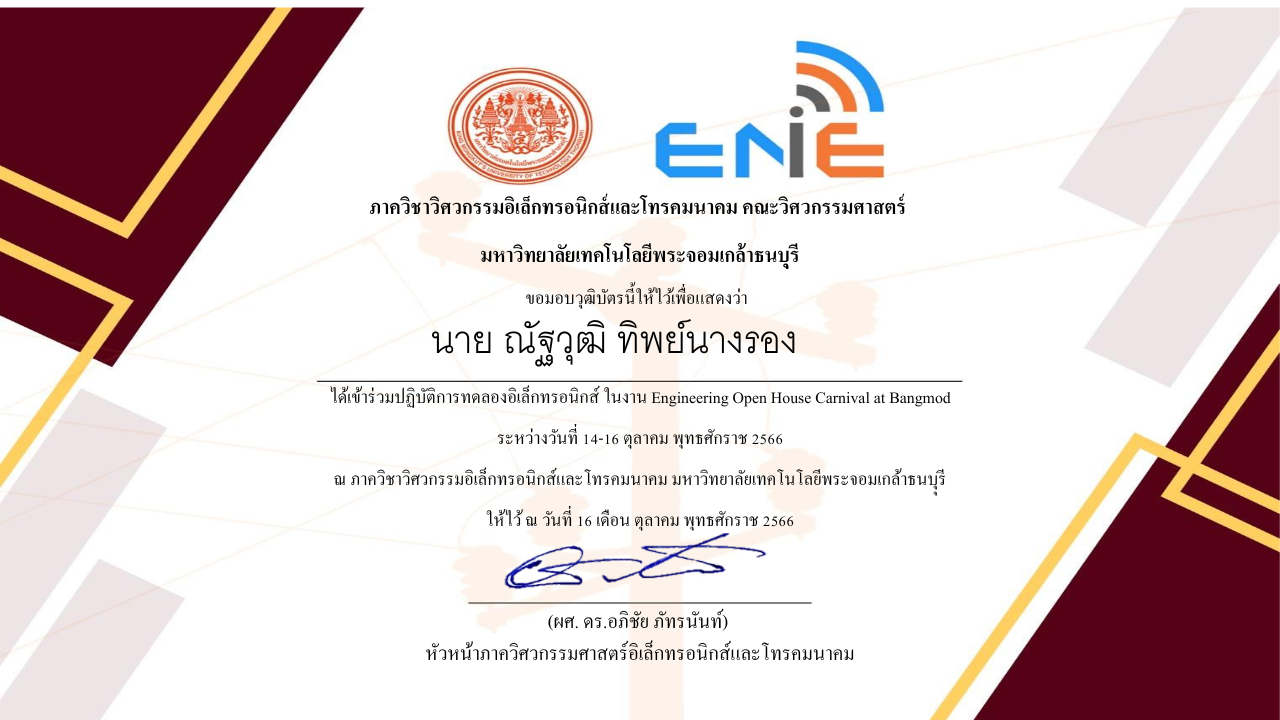 ENiE
ภาควิชาวิศวกรรมอิเล็กทรอนิกส์และโทรคมนาคม คณะวิศวกรรมศาสตร์
มหาวิทยาลัยเทคโนโลยีพระจอมเกล้าธนบุรี
ขอมอบวุฒิบัตรนี้ให้ไว้เพื่อแสดงว่า
นาย ณัฐวุฒิ ทิพย์นางรอง
ได้เข้าร่วมปฏิบัติการทดลองอิเล็กทรอนิกส์ ในงาน Engineering Open House Carnival at Bangmod
ระหว่างวันที่ 14-16 ตุลาคม พุทธศักราช 2566
ณ ภาควิชาวิศวกรรมอิเล็กทรอนิกส์และโทรคมนาคม มหาวิทยาลัยเทคโนโลยีพระจอมเกล้าธนบุรี
ให้ไว้ ณ วันที่ 16 เดือน ตุลาคม พุทธศักราช 2566
(ผศ. ดร.อภิชัย ภัทรนันท์)
หัวหน้าภาควิศวกรรมศาสตร์อิเล็กทรอนิกส์และโทรคมนาคม